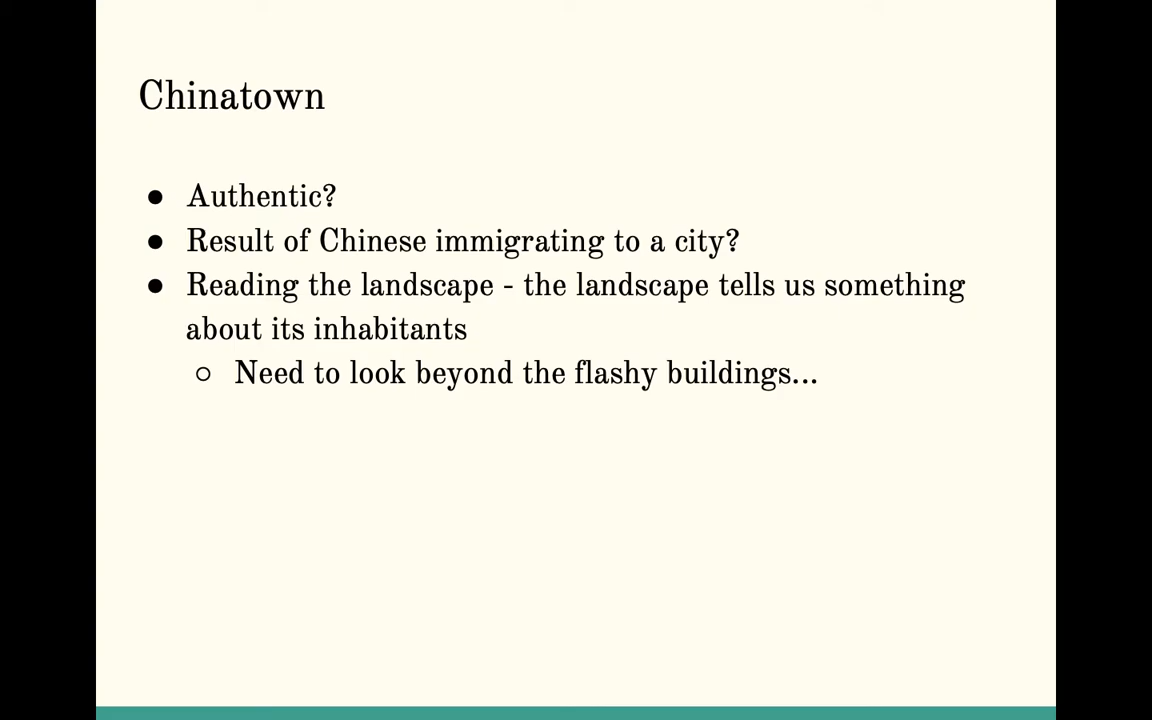 Chinatown
● Authentic?
● Result of Chinese immigrating to a city?
● Reading the landscape - the landscape tells us something
about its inhabitants
○ Need to look beyond the flashy buildings...